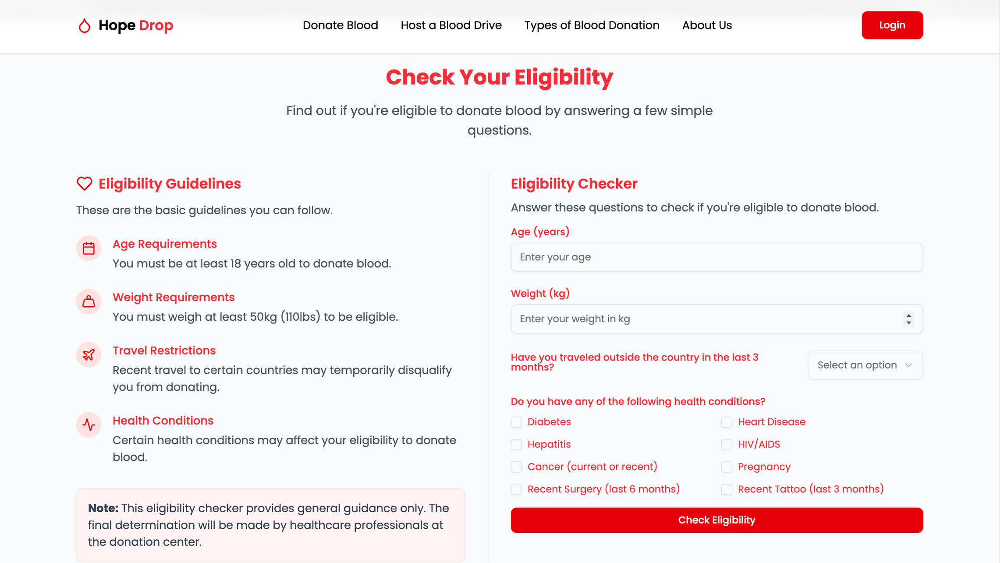 Hope Drop
Donate Blood
Host a Blood Drive
Types of Blood Donation
About Us
Login
Check Your Eligibility
Find out if you're eligible to donate blood by answering a few simple
questions.
Eligibility Guidelines
These are the basic guidelines you can follow.
Age Requirements
You must be at least 18 years old to donate blood.
Weight Requirements
You must weigh at least 50kg (110lbs) to be eligible.
Travel Restrictions
Recent travel to certain countries may temporarily disqualify
you from donating.
Health Conditions
Certain health conditions may affect your eligibility to donate
blood.
Note: This eligibility checker provides general guidance only. The
final determination will be made by healthcare professionals at
the donation center.
Eligibility Checker
Answer these questions to check if you're eligible to donate blood.
Age (years)
Enter your age
Weight (kg)
Enter your weight in kg
Have you traveled outside the country in the last 3
months?
Select an option
Do you have any of the following health conditions?
Diabetes
Heart Disease
Hepatitis
HIV/AIDS
Cancer (current or recent)
Pregnancy
Recent Surgery (last 6 months)
Recent Tattoo (last 3 months)
Check Eligibility